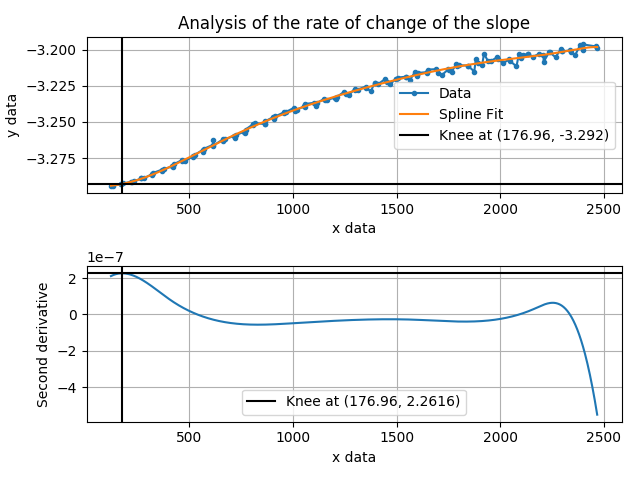 Analysis of the rate of change of the slope
−3.200
−3.225
−3.250
−3.275
y data
Data
Spline Fit
Knee at (176.96, -3.292)
500 1000 1500 2000 2500
x data
1e−7
2
0
−2
−4
Second derivative
Knee at (176.96, 2.2616)
500 1000 1500 2000 2500
x data